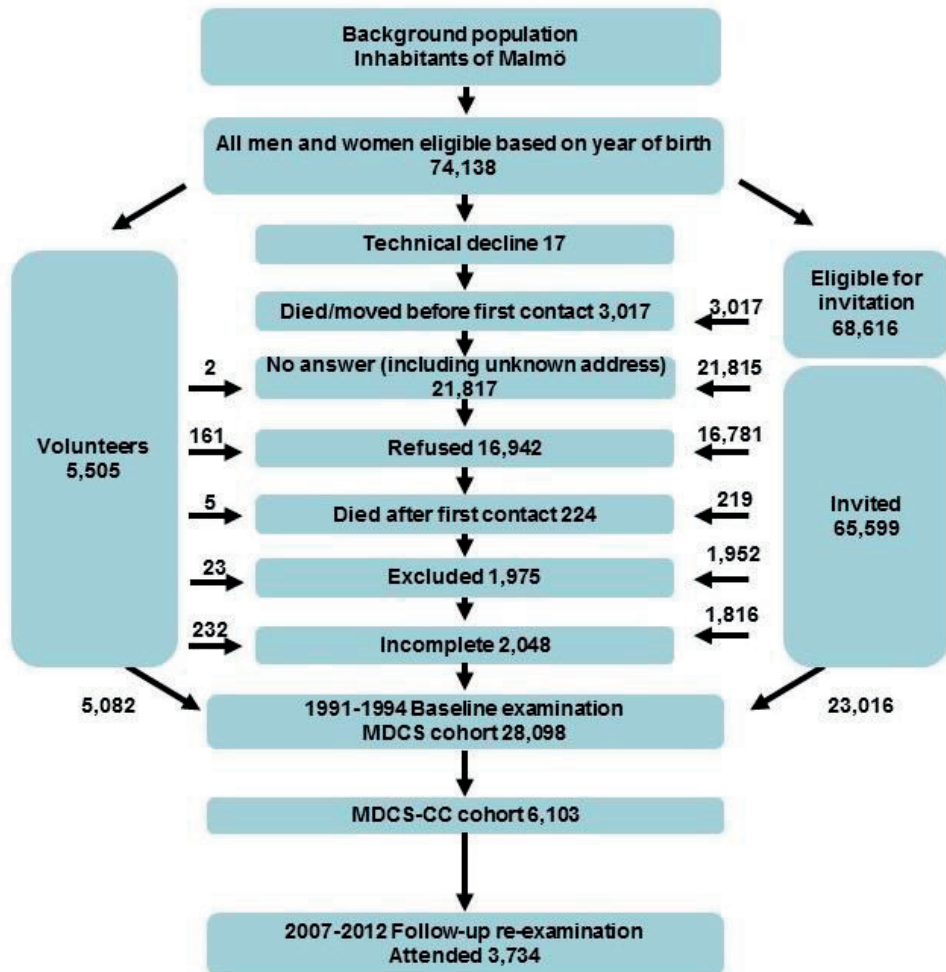 Background population
Inhabitants of Malmö
All men and women eligible based on year of birth
74,138
Technical decline 17
Died/moved before first contact 3,017
3,017
Eligible for
invitation
68,616
2
No answer (including unknown address)
21,817
21,815
Volunteers
5,505
161
Refused 16,942
16,781
5
Died after first contact 224
219
Invited
65,599
23
Excluded 1,975
1,952
232
Incomplete 2,048
1,816
5,082
1991-1994 Baseline examination
MDCS cohort 28,098
23,016
MDCS-CC cohort 6,103
2007-2012 Follow-up re-examination
Attended 3,734